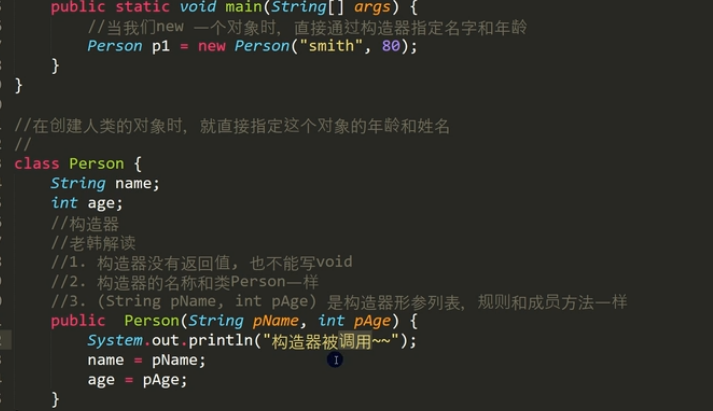 public static void main(String[] args) {
//当我们new 一个对象时，直接通过构造器指定名字和年龄
Person p1 = new Person("smith", 80);
}
}
//在创建人类的对象时，就直接指定这个对象的年龄和姓名
//
class Person {
String name;
int age;
//构造器
//老韩解读
//1. 构造器没有返回值, 也不能写void
//2. 构造器的名称和类Person一样
//3. (String pName, int pAge) 是构造器形参列表，规则和成员方法一样
public  Person(String pName, int pAge) {
System.out.println("构造器被调用~~");
name = pName;
age = pAge;
}